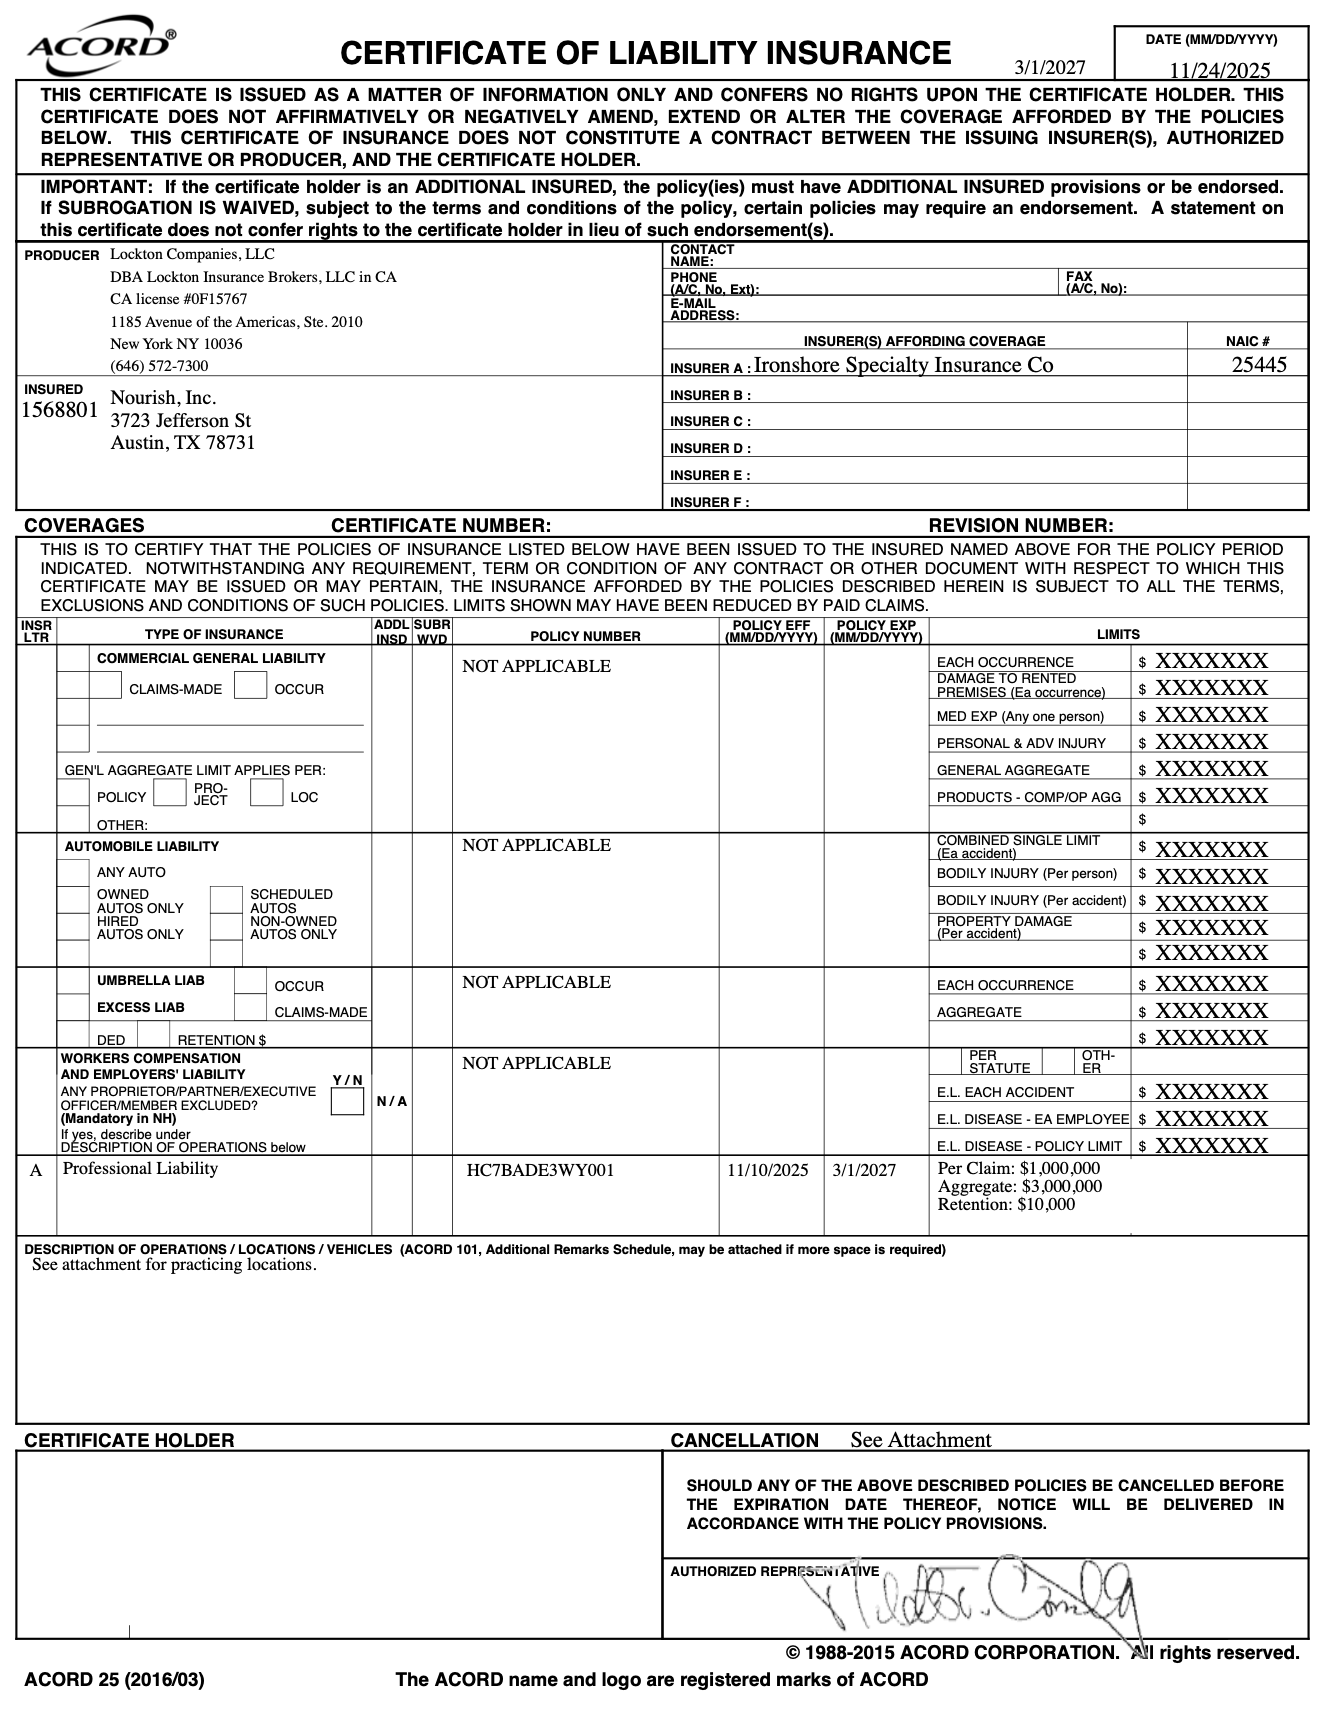 ACORD®
CERTIFICATE OF LIABILITY INSURANCE
3/1/2027
DATE (MM/DD/YYYY)
11/24/2025
THIS CERTIFICATE IS ISSUED AS A MATTER OF INFORMATION ONLY AND CONFERS NO RIGHTS UPON THE CERTIFICATE HOLDER. THIS
CERTIFICATE DOES NOT AFFIRMATIVELY OR NEGATIVELY AMEND, EXTEND OR ALTER THE COVERAGE AFFORDED BY THE POLICIES
BELOW. THIS CERTIFICATE OF INSURANCE DOES NOT CONSTITUTE A CONTRACT BETWEEN THE ISSUING INSURER(S), AUTHORIZED
REPRESENTATIVE OR PRODUCER, AND THE CERTIFICATE HOLDER.
IMPORTANT: If the certificate holder is an ADDITIONAL INSURED, the policy(ies) must have ADDITIONAL INSURED provisions or be endorsed.
If SUBROGATION IS WAIVED, subject to the terms and conditions of the policy, certain policies may require an endorsement. A statement on
this certificate does not confer rights to the certificate holder in lieu of such endorsement(s).
PRODUCER Lockton Companies, LLC
DBA Lockton Insurance Brokers, LLC in CA
CA license #0F15767
1185 Avenue of the Americas, Ste. 2010
New York NY 10036
(646) 572-7300
CONTACT
NAME:
PHONE
(A/C, No, Ext):
FAX
(A/C, No):
E-MAIL
ADDRESS:
INSURER(S) AFFORDING COVERAGE NAIC #
INSURER A : Ironshore Specialty Insurance Co 25445
INSURED
1568801
Nourish, Inc.
3723 Jefferson St
Austin, TX 78731
INSURER B :
INSURER C :
INSURER D :
INSURER E :
INSURER F :
COVERAGES CERTIFICATE NUMBER: REVISION NUMBER:
THIS IS TO CERTIFY THAT THE POLICIES OF INSURANCE LISTED BELOW HAVE BEEN ISSUED TO THE INSURED NAMED ABOVE FOR THE POLICY PERIOD
INDICATED. NOTWITHSTANDING ANY REQUIREMENT, TERM OR CONDITION OF ANY CONTRACT OR OTHER DOCUMENT WITH RESPECT TO WHICH THIS
CERTIFICATE MAY BE ISSUED OR MAY PERTAIN, THE INSURANCE AFFORDED BY THE POLICIES DESCRIBED HEREIN IS SUBJECT TO ALL THE TERMS,
EXCLUSIONS AND CONDITIONS OF SUCH POLICIES. LIMITS SHOWN MAY HAVE BEEN REDUCED BY PAID CLAIMS.
INSR
LTR
TYPE OF INSURANCE
ADDL
INSD
SUBR
WVD
POLICY NUMBER
POLICY EFF
(MM/DD/YYYY)
POLICY EXP
(MM/DD/YYYY)
LIMITS
COMMERCIAL GENERAL LIABILITY
CLAIMS-MADE OCCUR
GEN'L AGGREGATE LIMIT APPLIES PER:
POLICY
PRO-
JECT
LOC
OTHER:
NOT APPLICABLE
EACH OCCURRENCE $ XXXXXXX
DAMAGE TO RENTED
PREMISES (Ea occurrence) $ XXXXXXX
MED EXP (Any one person) $ XXXXXXX
PERSONAL & ADV INJURY $ XXXXXXX
GENERAL AGGREGATE $ XXXXXXX
PRODUCTS - COMP/OP AGG $ XXXXXXX
$
AUTOMOBILE LIABILITY
ANY AUTO
OWNED
AUTOS ONLY
SCHEDULED
AUTOS
HIRED
AUTOS ONLY
NON-OWNED
AUTOS ONLY
NOT APPLICABLE
COMBINED SINGLE LIMIT
(Ea accident) $ XXXXXXX
BODILY INJURY (Per person) $ XXXXXXX
BODILY INJURY (Per accident) $ XXXXXXX
PROPERTY DAMAGE
(Per accident) $ XXXXXXX
$ XXXXXXX
UMBRELLA LIAB OCCUR
EXCESS LIAB CLAIMS-MADE
DED RETENTION $
NOT APPLICABLE
EACH OCCURRENCE $ XXXXXXX
AGGREGATE $ XXXXXXX
$ XXXXXXX
WORKERS COMPENSATION
AND EMPLOYERS' LIABILITY
Y / N
ANY PROPRIETOR/PARTNER/EXECUTIVE
OFFICER/MEMBER EXCLUDED?
(Mandatory in NH)
If yes, describe under
DESCRIPTION OF OPERATIONS below
N / A
NOT APPLICABLE
PER
STATUTE
OTH-
ER
E.L. EACH ACCIDENT $ XXXXXXX
E.L. DISEASE - EA EMPLOYEE $ XXXXXXX
E.L. DISEASE - POLICY LIMIT $ XXXXXXX
A Professional Liability HC7BADE3WY001 11/10/2025 3/1/2027
Per Claim: $1,000,000
Aggregate: $3,000,000
Retention: $10,000
DESCRIPTION OF OPERATIONS / LOCATIONS / VEHICLES (ACORD 101, Additional Remarks Schedule, may be attached if more space is required)
See attachment for practicing locations.
CERTIFICATE HOLDER
CANCELLATION See Attachment
SHOULD ANY OF THE ABOVE DESCRIBED POLICIES BE CANCELLED BEFORE
THE EXPIRATION DATE THEREOF, NOTICE WILL BE DELIVERED IN
ACCORDANCE WITH THE POLICY PROVISIONS.
AUTHORIZED REPRESENTATIVE
© 1988-2015 ACORD CORPORATION. All rights reserved.
ACORD 25 (2016/03)
The ACORD name and logo are registered marks of ACORD